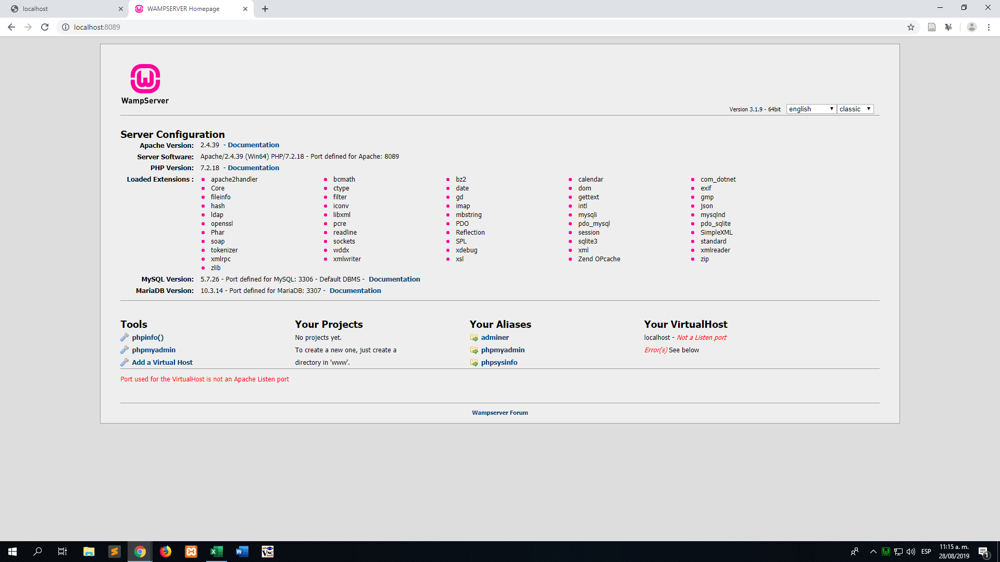 localhost
WAMPSERVER Homepage
localhost:8089
WampServer
Version 3.1.9 - 64bit english classic
Server Configuration
Apache Version: 2.4.39 - Documentation
Server Software: Apache/2.4.39 (Win64) PHP/7.2.18 - Port defined for Apache: 8089
PHP Version: 7.2.18 - Documentation
Loaded Extensions : apache2handler bcmath bz2 calendar com_dotnet
Core ctype date dom exif
fileinfo filter gd gettext gmp
hash iconv imap intl json
ldap libxml mbstring mysqli mysqlnd
openssl pcre PDO pdo_mysql pdo_sqlite
Phar readline Reflection session SimpleXML
soap sockets SPL sqlite3 standard
tokenizer wddx xdebug xml xmlreader
xmlrpc xmlwriter xsl Zend OPcache zip
zlib
MySQL Version: 5.7.26 - Port defined for MySQL: 3306 - Default DBMS - Documentation
MariaDB Version: 10.3.14 - Port defined for MariaDB: 3307 - Documentation
Tools
phpinfo()
phpmyadmin
Add a Virtual Host
Your Projects
No projects yet.
To create a new one, just create a
directory in 'www'.
Your Aliases
adminer
phpmyadmin
phpsysinfo
Your VirtualHost
localhost - Not a Listen port
Error(s) See below
Port used for the VirtualHost is not an Apache Listen port
Wampserver Forum
ESP
11:15 a. m.
28/08/2019
1